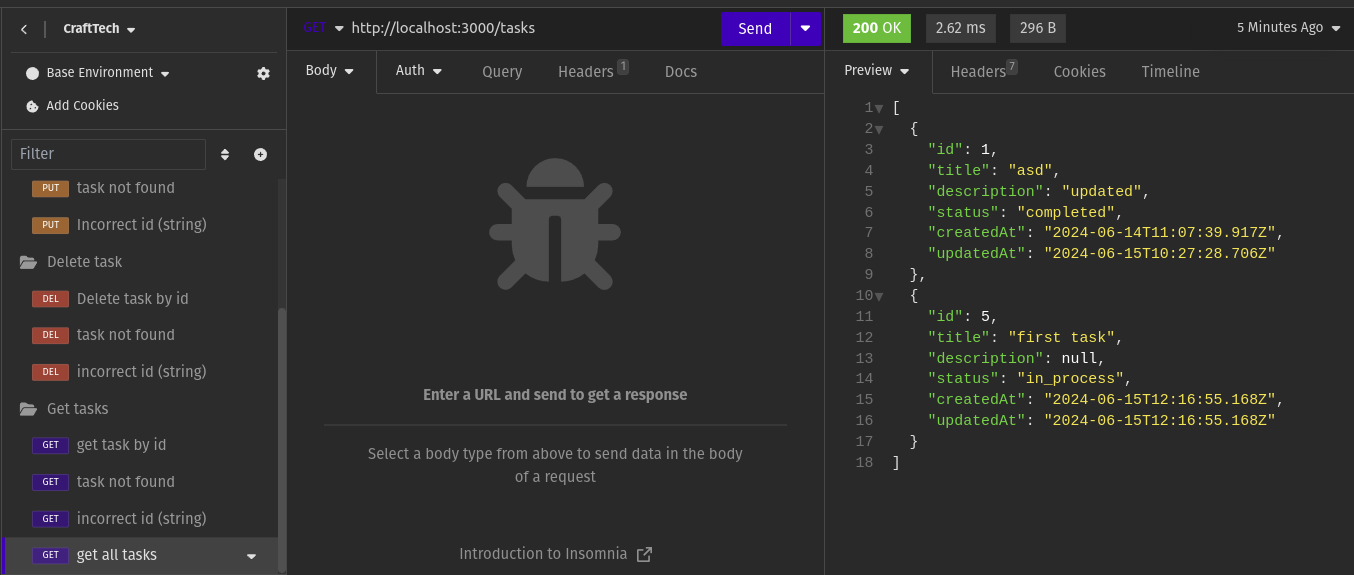 CraftTech
Base Environment
Add Cookies
Filter
PUT task not found
PUT Incorrect id (string)
Delete task
DEL Delete task by id
DEL task not found
DEL incorrect id (string)
Get tasks
GET get task by id
GET task not found
GET incorrect id (string)
GET get all tasks
GET http://localhost:3000/tasks Send
Body Auth Query Headers 1 Docs
Enter a URL and send to get a response
Select a body type from above to send data in the body
of a request
Introduction to Insomnia
200 OK 2.62 ms 296 B 5 Minutes Ago
Preview Headers 7 Cookies Timeline
1 [
2 {
3 "id": 1,
4 "title": "asd",
5 "description": "updated",
6 "status": "completed",
7 "createdAt": "2024-06-14T11:07:39.917Z",
8 "updatedAt": "2024-06-15T10:27:28.706Z"
9 },
10 {
11 "id": 5,
12 "title": "first task",
13 "description": null,
14 "status": "in_process",
15 "createdAt": "2024-06-15T12:16:55.168Z",
16 "updatedAt": "2024-06-15T12:16:55.168Z"
17 }
18 ]